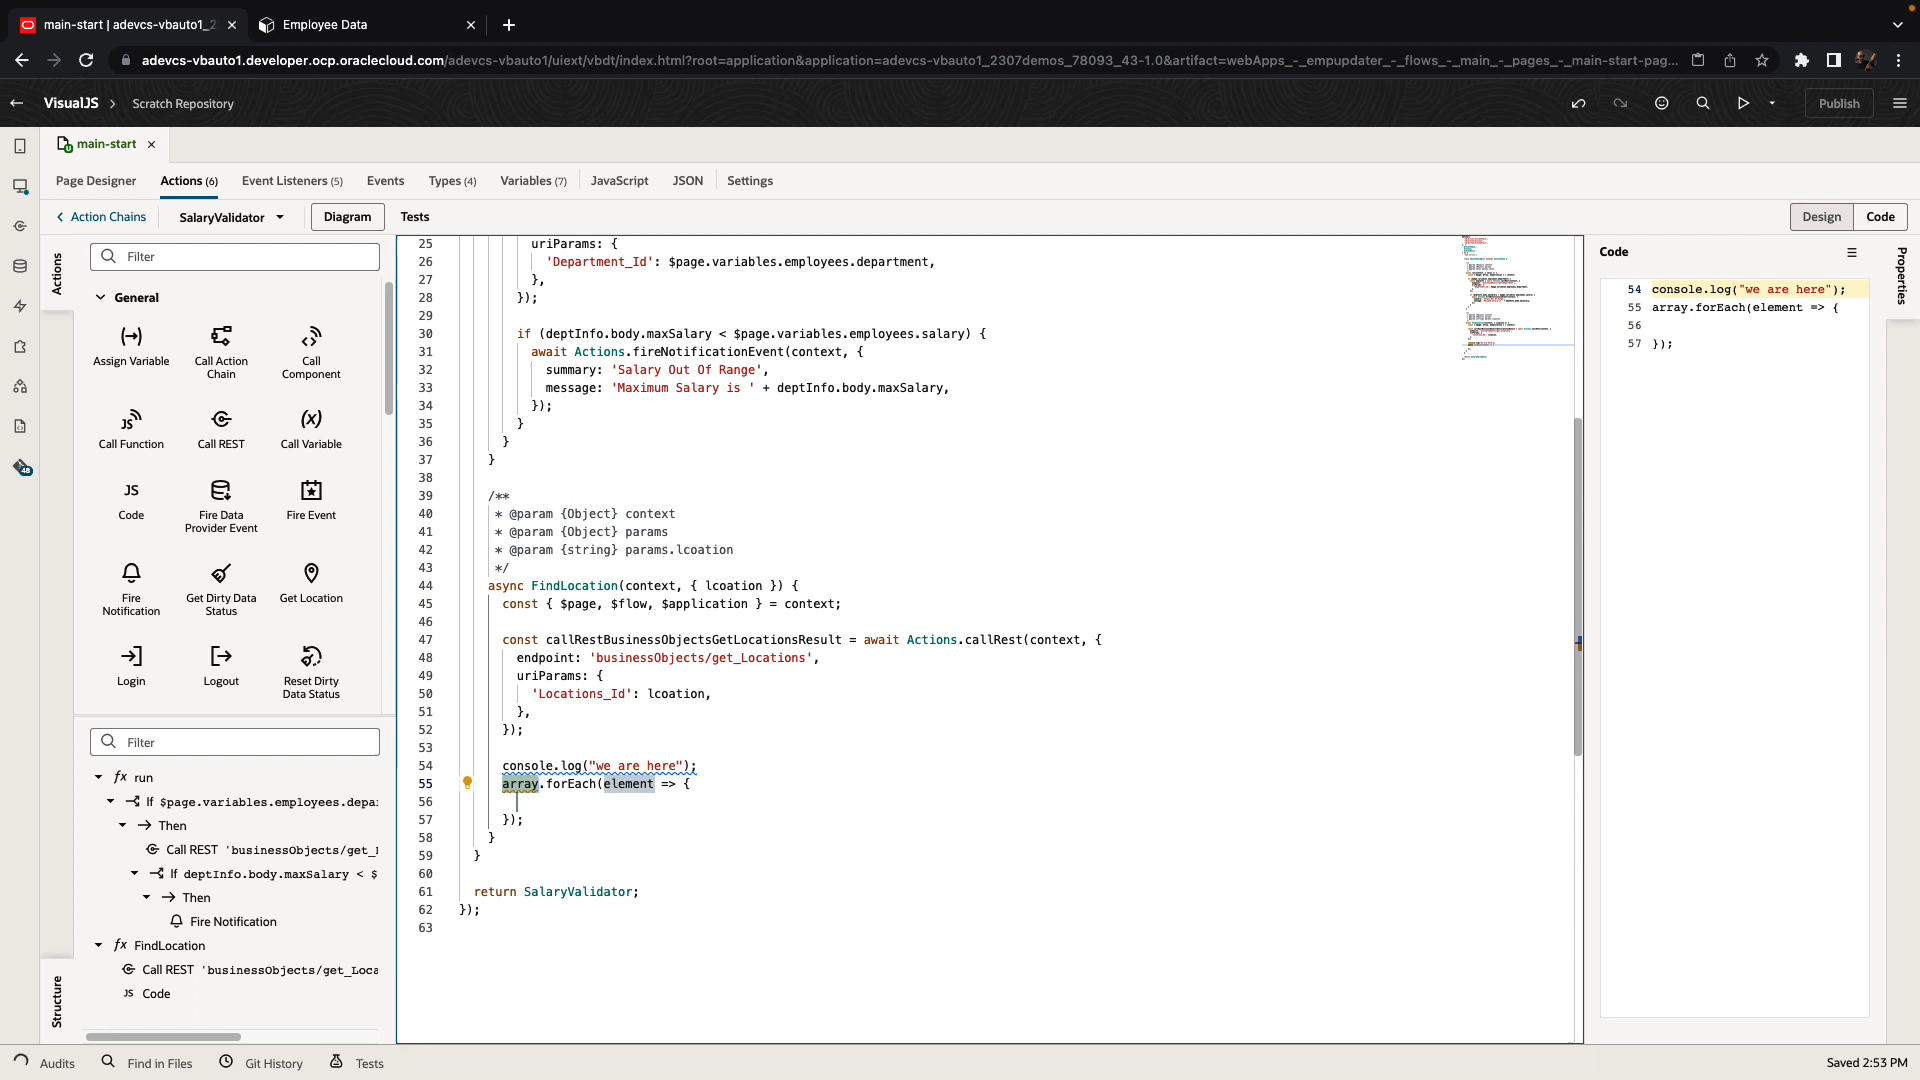 main-start | adevcs-vbauto1_2
Employee Data
adevcs-vbauto1.developer.ocp.oraclecloud.com/adevcs-vbauto1/uiext/vbdt/index.html?root=application&application=adevcs-vbauto1_2307demos_78093_43-1.0&artifact=webApps_-_empupdater_-_flows_-_main_-_pages_-_main-start-pag...
VisualJS
Scratch Repository
Publish
main-start
Page Designer
Actions (6)
Event Listeners (5)
Events
Types (4)
Variables (7)
JavaScript
JSON
Settings
Action Chains
SalaryValidator
Diagram
Tests
Design
Code
Actions
Filter
General
Assign Variable
Call Action Chain
Call Component
Call Function
Call REST
Call Variable
JS
Code
Fire Data Provider Event
Fire Event
Fire Notification
Get Dirty Data Status
Get Location
Login
Logout
Reset Dirty Data Status
Structure
Filter
fx run
If $page.variables.employees.depa
Then
Call REST 'businessObjects/get_
If deptInfo.body.maxSalary < $
Then
Fire Notification
fx FindLocation
Call REST 'businessObjects/get_Loca
JS Code
25 uriParams: {
26 'Department_Id': $page.variables.employees.department,
27 },
28 });
29
30 if (deptInfo.body.maxSalary < $page.variables.employees.salary) {
31 await Actions.fireNotificationEvent(context, {
32 summary: 'Salary Out Of Range',
33 message: 'Maximum Salary is ' + deptInfo.body.maxSalary,
34 });
35 }
36 }
37 }
38
39 /**
40 * @param {Object} context
41 * @param {Object} params
42 * @param {string} params.lcoation
43 */
44 async FindLocation(context, { lcoation }) {
45 const { $page, $flow, $application } = context;
46
47 const callRestBusinessObjectsGetLocationsResult = await Actions.callRest(context, {
48 endpoint: 'businessObjects/get_Locations',
49 uriParams: {
50 'Locations_Id': lcoation,
51 },
52 });
53
54 console.log("we are here");
55 array.forEach(element => {
56
57 });
58 }
59 }
60
61 return SalaryValidator;
62 });
63
Code
54 console.log("we are here");
55 array.forEach(element => {
56
57 });
Properties
48
Audits
Find in Files
Git History
Tests
Saved 2:53 PM